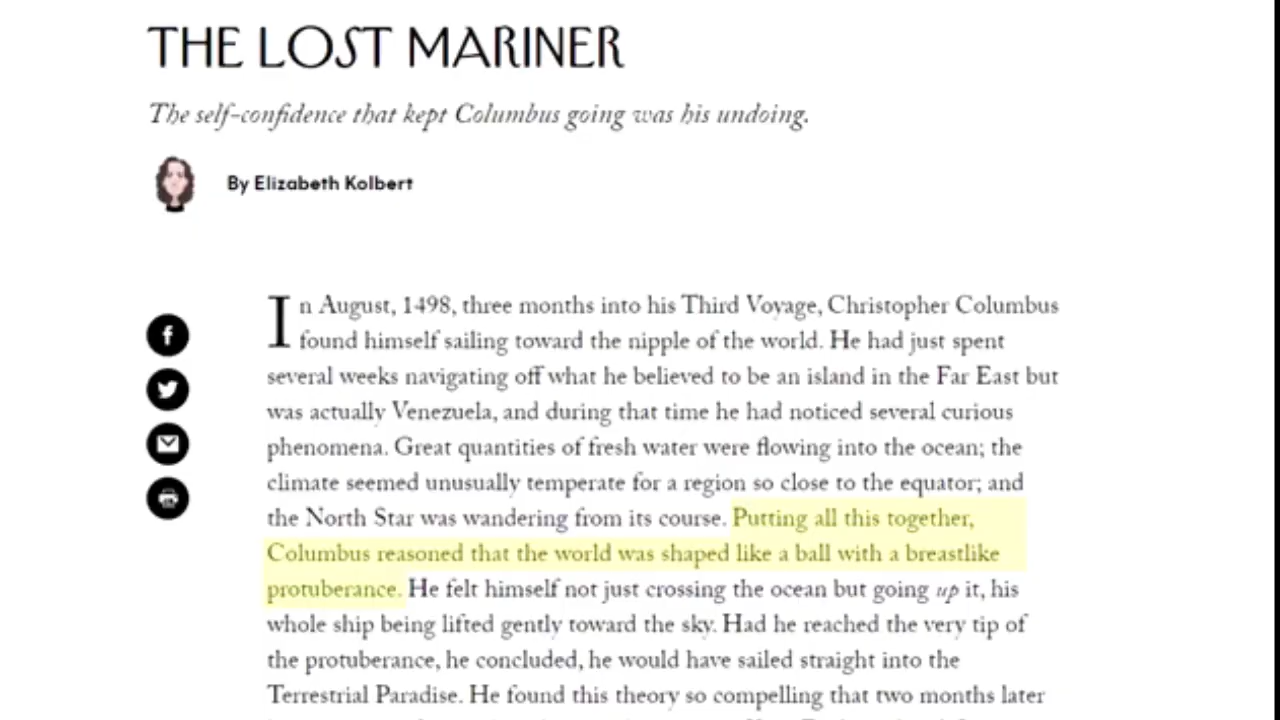 THE LOST MARINER
The self-confidence that kept Columbus going was his undoing.
By Elizabeth Kolbert
In August, 1498, three months into his Third Voyage, Christopher Columbus
found himself sailing toward the nipple of the world. He had just spent
several weeks navigating off what he believed to be an island in the Far East but
was actually Venezuela, and during that time he had noticed several curious
phenomena. Great quantities of fresh water were flowing into the ocean; the
climate seemed unusually temperate for a region so close to the equator; and
the North Star was wandering from its course. Putting all this together,
Columbus reasoned that the world was shaped like a ball with a breastlike
protuberance. He felt himself not just crossing the ocean but going up it, his
whole ship being lifted gently toward the sky. Had he reached the very tip of
the protuberance, he concluded, he would have sailed straight into the
Terrestrial Paradise. He found this theory so compelling that two months later